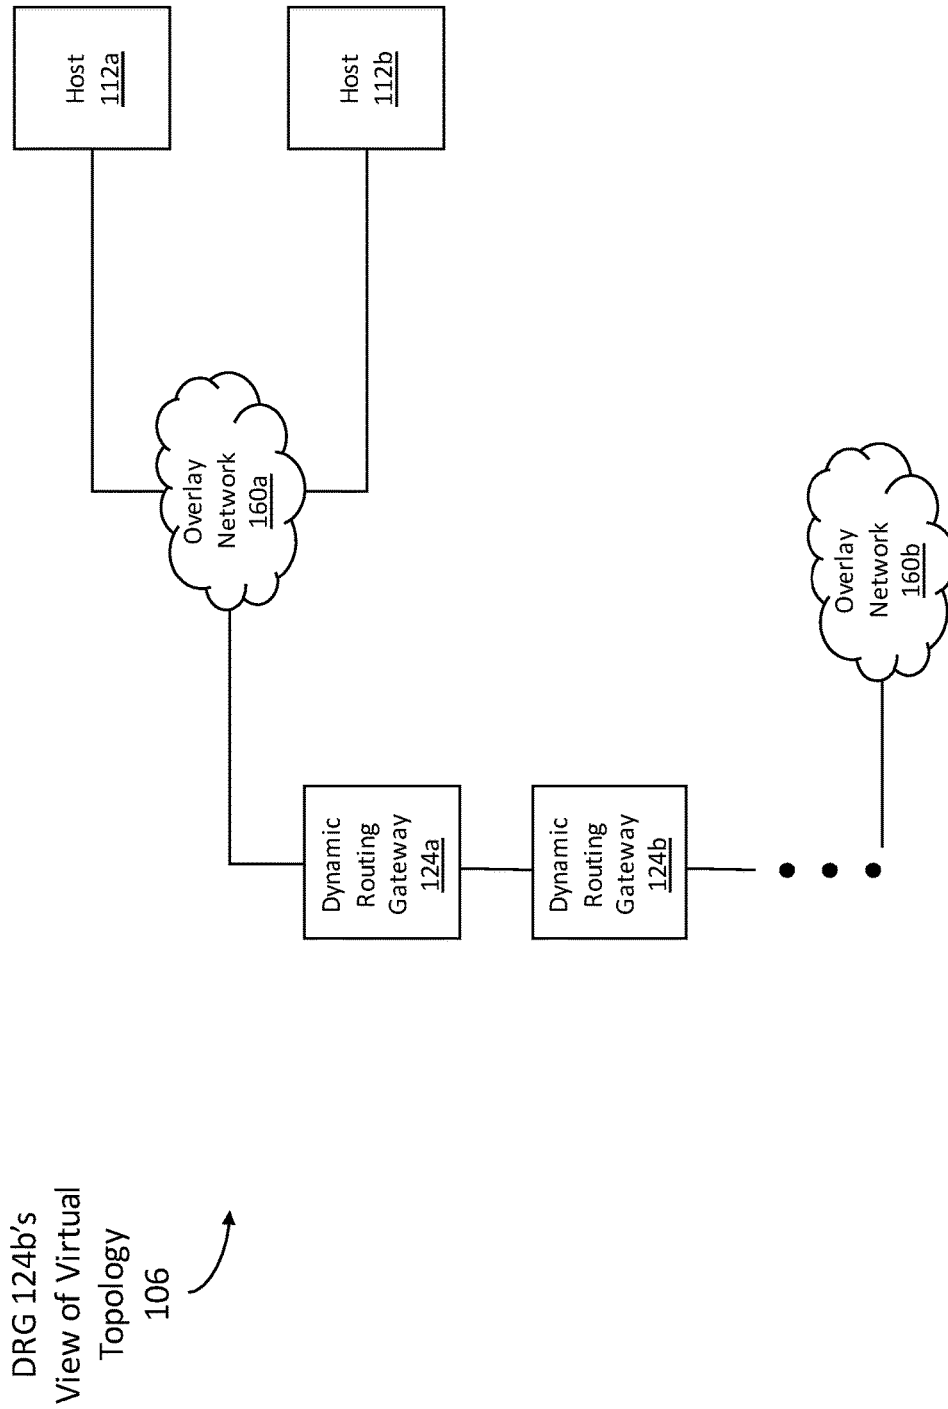 DRG 124b’s
View of Virtual
Topology
106
Dynamic
Routing
Gateway
124a
Dynamic
Routing
Gateway
124b
Overlay
Network
160a
Overlay
Network
160b
Host
112a
Host
112b